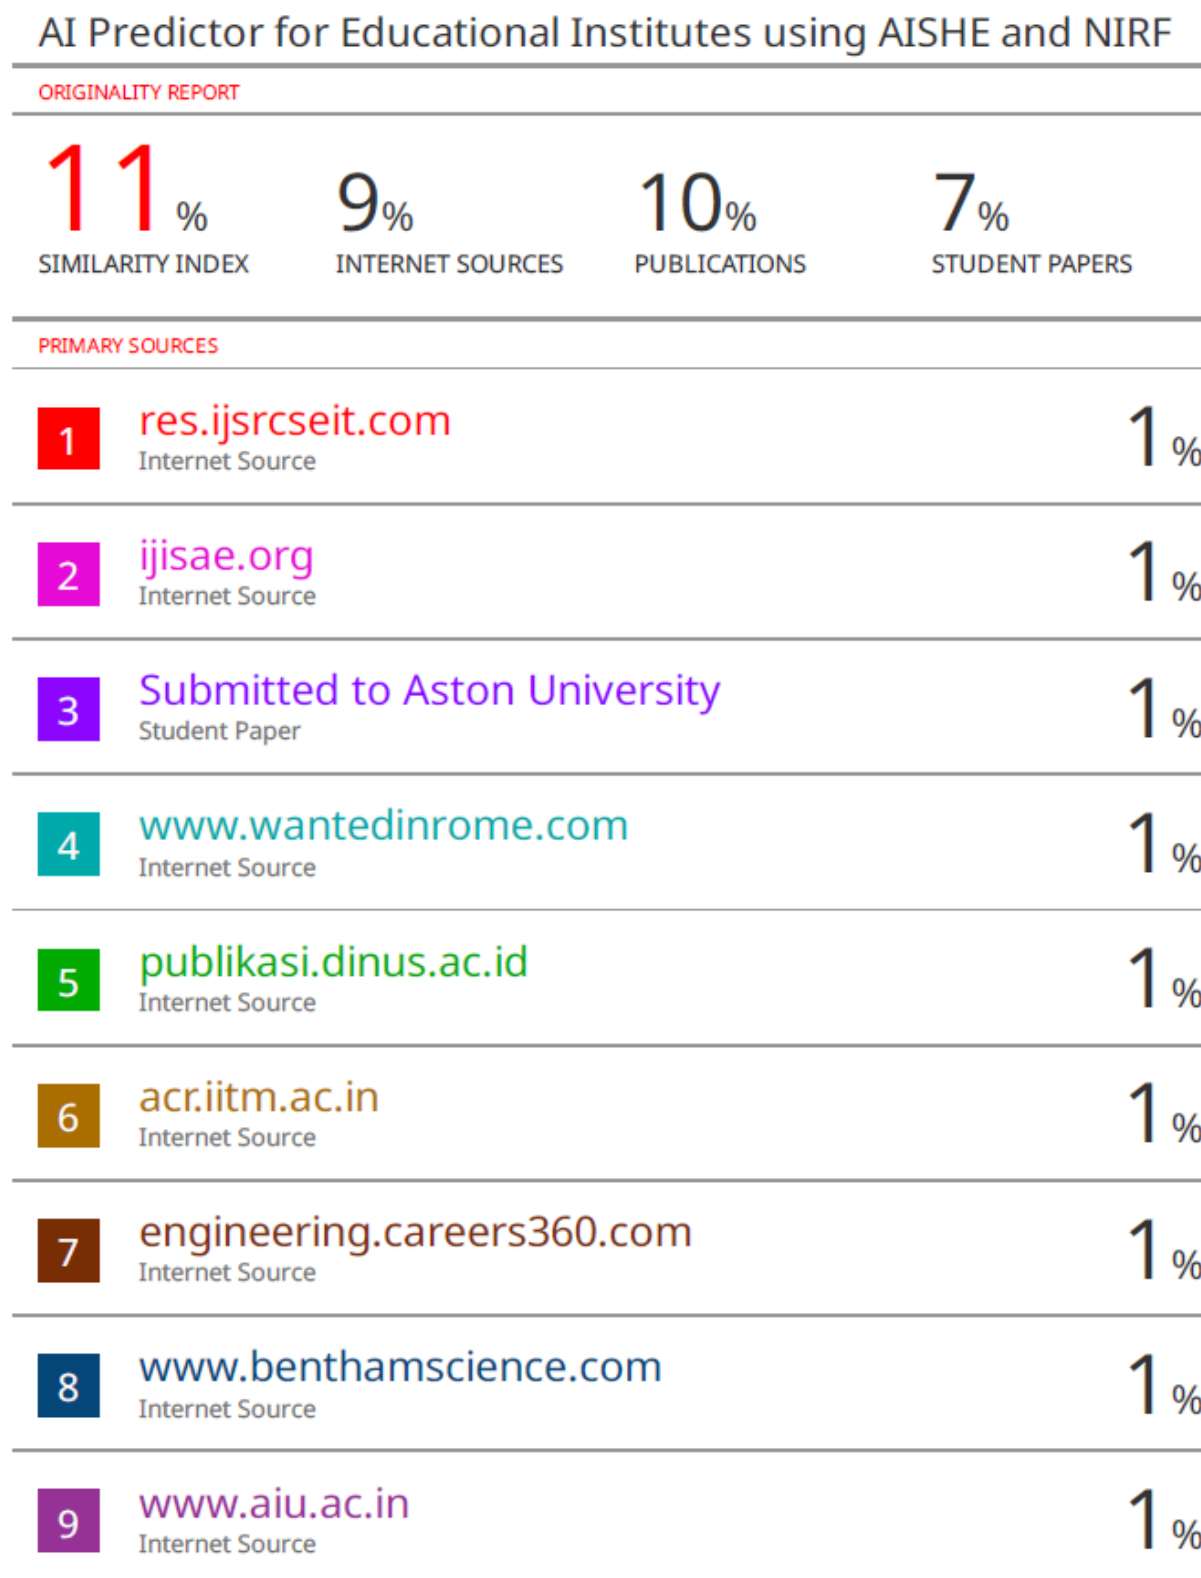 AI Predictor for Educational Institutes using AISHE and NIRF
ORIGINALITY REPORT
11% 9% 10% 7%
SIMILARITY INDEX INTERNET SOURCES PUBLICATIONS STUDENT PAPERS
PRIMARY SOURCES
1 res.ijsrcseit.com 1%
Internet Source
2 ijisae.org 1%
Internet Source
3 Submitted to Aston University 1%
Student Paper
4 www.wantedinrome.com 1%
Internet Source
5 publikasi.dinus.ac.id 1%
Internet Source
6 acr.iitm.ac.in 1%
Internet Source
7 engineering.careers360.com 1%
Internet Source
8 www.benthamscience.com 1%
Internet Source
9 www.aiu.ac.in 1%
Internet Source